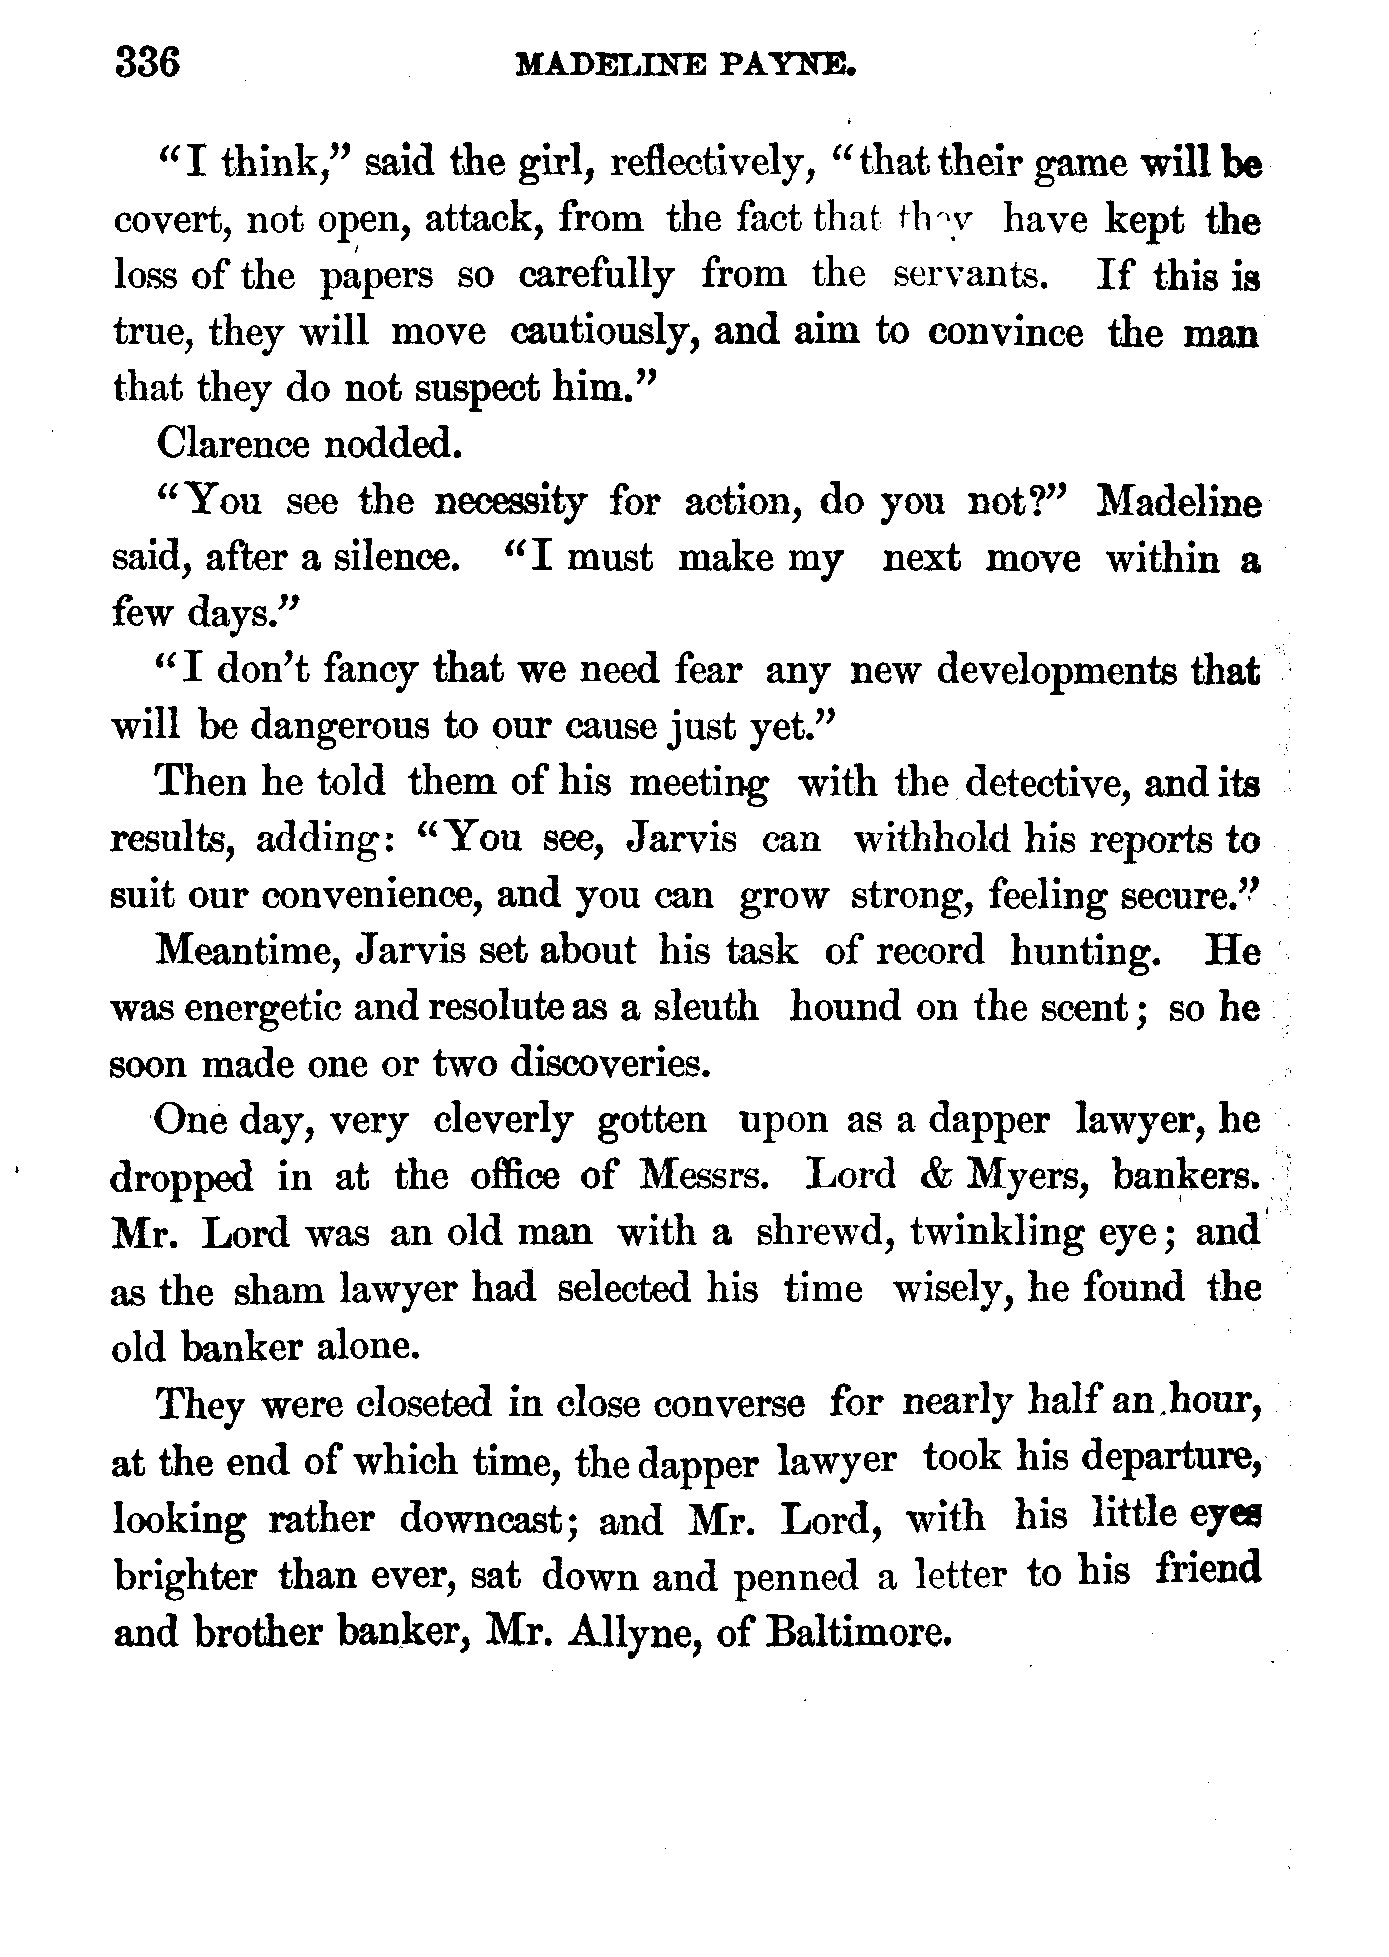 336 MADELINE PAYNE.
“I think,” said the girl, reflectively, “that their game will be
covert, not open, attack, from the fact that they have kept the
loss of the papers so carefully from the servants. If this is
true, they will move cautiously, and aim to convince the man
that they do not suspect him.”
Clarence nodded.
“You see the necessity for action, do you not?” Madeline
said, after a silence. “I must make my next move within a
few days.”
“I don’t fancy that we need fear any new developments that
will be dangerous to our cause just yet.”
Then he told them of his meeting with the detective, and its
results, adding: “You see, Jarvis can withhold his reports to
suit our convenience, and you can grow strong, feeling secure.”
Meantime, Jarvis set about his task of record hunting. He
was energetic and resolute as a sleuth hound on the scent; so he
soon made one or two discoveries.
One day, very cleverly gotten upon as a dapper lawyer, he
dropped in at the office of Messrs. Lord & Myers, bankers.
Mr. Lord was an old man with a shrewd, twinkling eye; and
as the sham lawyer had selected his time wisely, he found the
old banker alone.
They were closeted in close converse for nearly half an hour,
at the end of which time, the dapper lawyer took his departure,
looking rather downcast; and Mr. Lord, with his little eyes
brighter than ever, sat down and penned a letter to his friend
and brother banker, Mr. Allyne, of Baltimore.